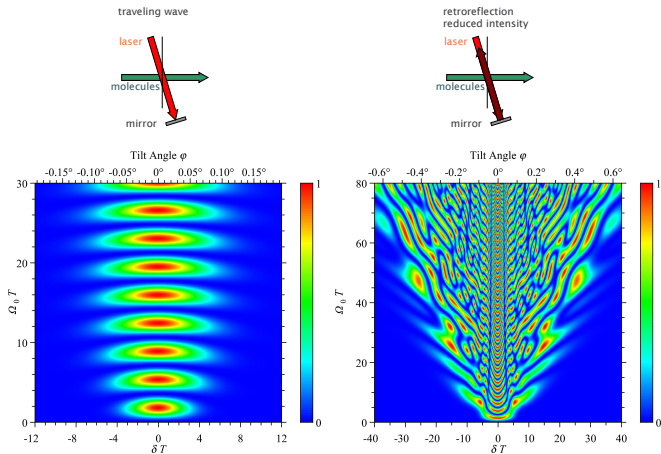 traveling wave
laser
molecules
mirror
retroreflection
reduced intensity
laser
molecules
mirror
Tilt Angle φ
-0.15° -0.10° -0.05° 0° 0.05° 0.10° 0.15°
30
20
10
0
Ω₀ T
-12 -8 -4 0 4 8 12
δ T
1
0
Tilt Angle φ
-0.6° -0.4° -0.2° 0° 0.2° 0.4° 0.6°
80
60
40
20
0
Ω₀ T
-40 -30 -20 -10 0 10 20 30 40
δ T
1
0